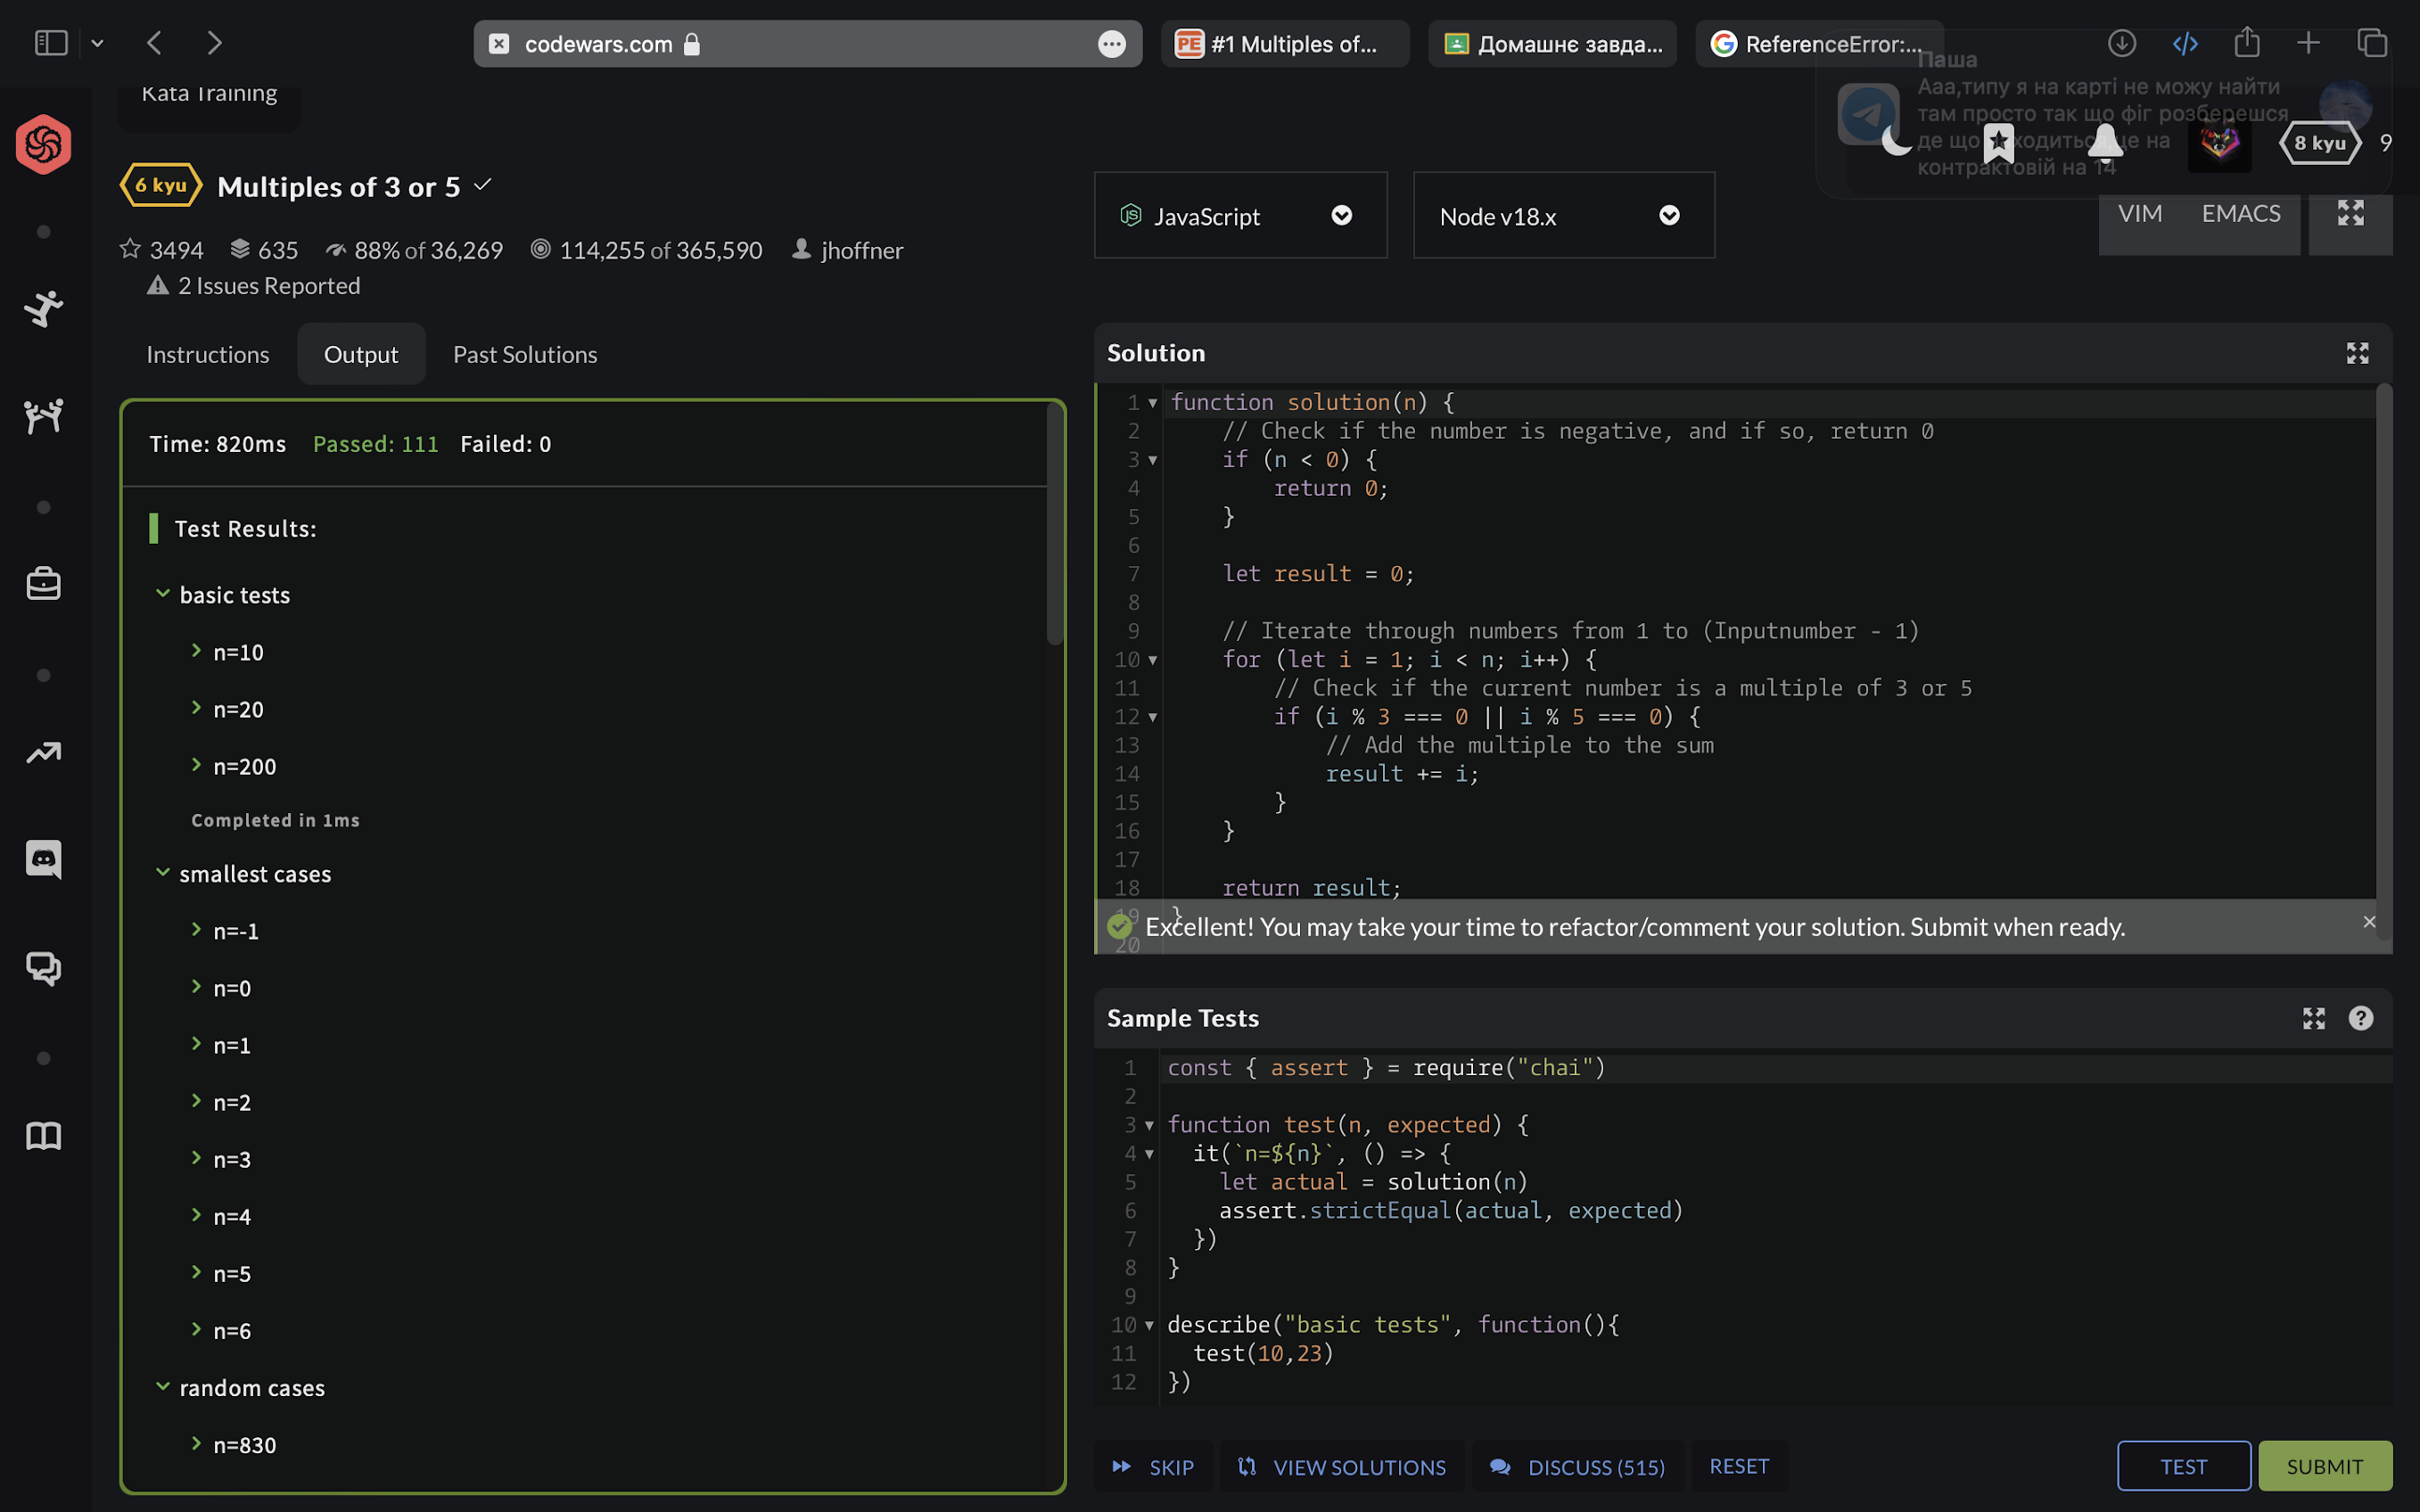 codewars.com
#1 Multiples of...
Домашнє завда...
ReferenceError:...
Паша
Ааа,типу я на карті не можу найти
там просто так що фіг розберешся
контрактовій на 14
8 kyu
9
Kata Training
6 kyu
Multiples of 3 or 5
3494
635
88% of 36,269
114,255 of 365,590
jhoffner
2 Issues Reported
JavaScript
Node v18.x
VIM
EMACS
Instructions
Output
Past Solutions
Time: 820ms Passed: 111 Failed: 0
Test Results:
basic tests
n=10
n=20
n=200
Completed in 1ms
smallest cases
n=-1
n=0
n=1
n=2
n=3
n=4
n=5
n=6
random cases
n=830
Solution
1 function solution(n) {
2 // Check if the number is negative, and if so, return 0
3 if (n < 0) {
4 return 0;
5 }
6
7 let result = 0;
8
9 // Iterate through numbers from 1 to (Inputnumber - 1)
10 for (let i = 1; i < n; i++) {
11 // Check if the current number is a multiple of 3 or 5
12 if (i % 3 === 0 || i % 5 === 0) {
13 // Add the multiple to the sum
14 result += i;
15 }
16 }
17
18 return result;
19 }
20
Excellent! You may take your time to refactor/comment your solution. Submit when ready.
Sample Tests
1 const { assert } = require("chai")
2
3 function test(n, expected) {
4 it(`n=${n}`, () => {
5 let actual = solution(n)
6 assert.strictEqual(actual, expected)
7 })
8 }
9
10 describe("basic tests", function(){
11 test(10,23)
12 })
SKIP
VIEW SOLUTIONS
DISCUSS (515)
RESET
TEST
SUBMIT